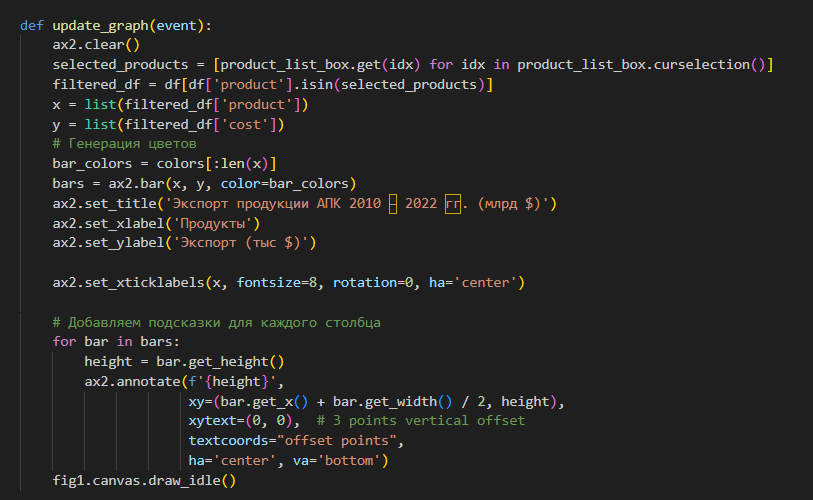 def update_graph(event):
    ax2.clear()
    selected_products = [product_list_box.get(idx) for idx in product_list_box.curselection()]
    filtered_df = df[df['product'].isin(selected_products)]
    x = list(filtered_df['product'])
    y = list(filtered_df['cost'])
    # Генерация цветов
    bar_colors = colors[:len(x)]
    bars = ax2.bar(x, y, color=bar_colors)
    ax2.set_title('Экспорт продукции АПК 2010 – 2022 гг. (млрд $)')
    ax2.set_xlabel('Продукты')
    ax2.set_ylabel('Экспорт (тыс $)')

    ax2.set_xticklabels(x, fontsize=8, rotation=0, ha='center')

    # Добавляем подсказки для каждого столбца
    for bar in bars:
        height = bar.get_height()
        ax2.annotate(f'{height}',
                     xy=(bar.get_x() + bar.get_width() / 2, height),
                     xytext=(0, 0),  # 3 points vertical offset
                     textcoords="offset points",
                     ha='center', va='bottom')
    fig1.canvas.draw_idle()